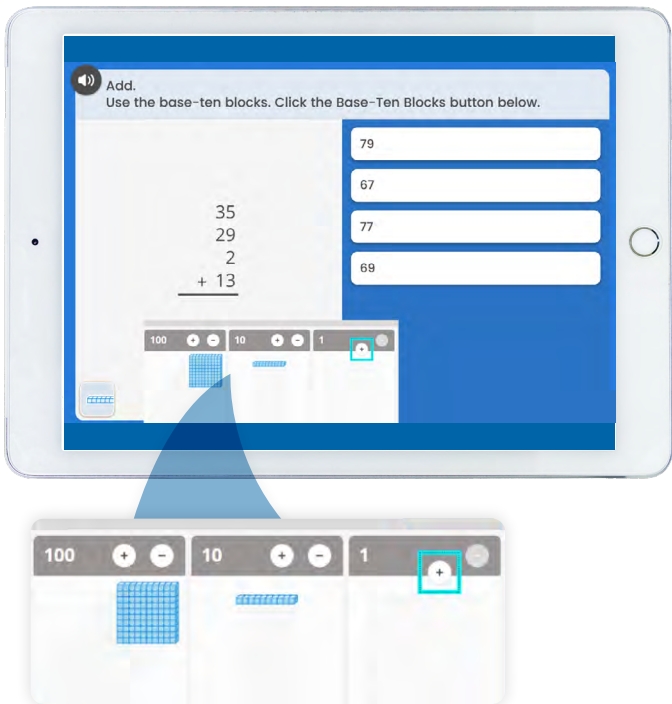 Add.
Use the base-ten blocks. Click the Base-Ten Blocks button below.
35
29
2
+ 13
79
67
77
69
100 + - 10 + - 1 + -
100 + - 10 + - 1 + -